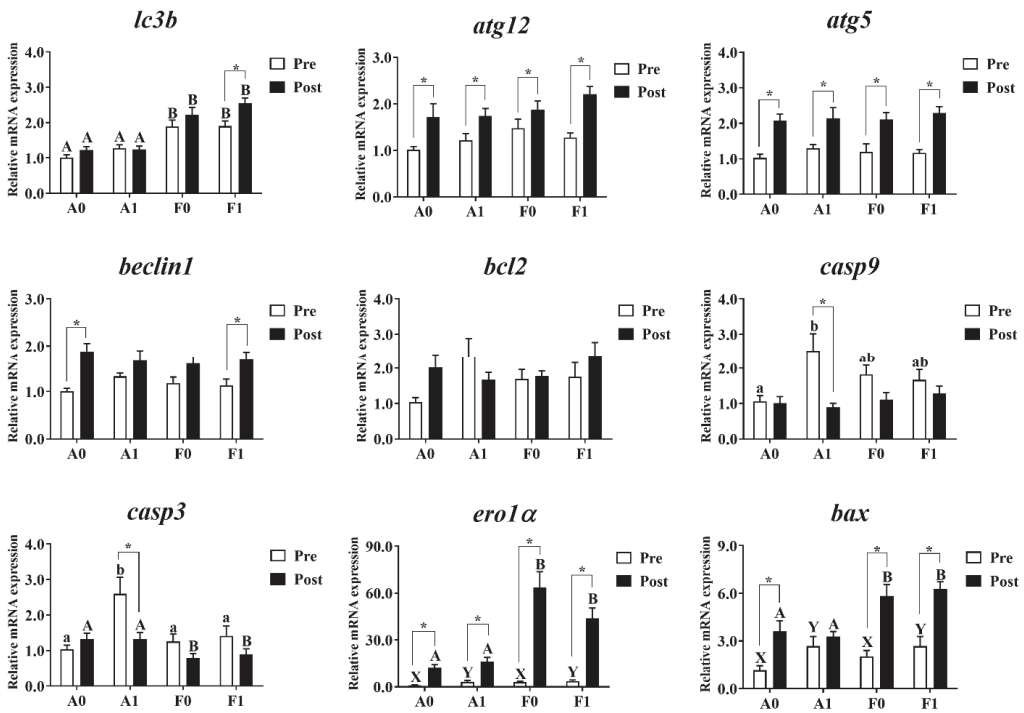 lc3b
Relative mRNA expression
4.0
3.0
2.0
1.0
0.0
A A A A B B B B
*
Pre
Post
A0 A1 F0 F1
atg12
Relative mRNA expression
3.0
2.0
1.0
0.0
* * * *
Pre
Post
A0 A1 F0 F1
atg5
Relative mRNA expression
4.0
3.0
2.0
1.0
0.0
* * * *
Pre
Post
A0 A1 F0 F1
beclin1
Relative mRNA expression
3.0
2.0
1.0
0.0
* *
Pre
Post
A0 A1 F0 F1
bcl2
Relative mRNA expression
4.0
3.0
2.0
1.0
0.0
Pre
Post
A0 A1 F0 F1
casp9
Relative mRNA expression
4.0
3.0
2.0
1.0
0.0
a b ab ab
*
Pre
Post
A0 A1 F0 F1
casp3
Relative mRNA expression
4.0
3.0
2.0
1.0
0.0
a A b A a B a B
*
Pre
Post
A0 A1 F0 F1
ero1α
Relative mRNA expression
90.0
60.0
30.0
0.0
X A Y A X B Y B
* * * *
Pre
Post
A0 A1 F0 F1
bax
Relative mRNA expression
9.0
6.0
3.0
0.0
X A Y A X B Y B
* * *
Pre
Post
A0 A1 F0 F1